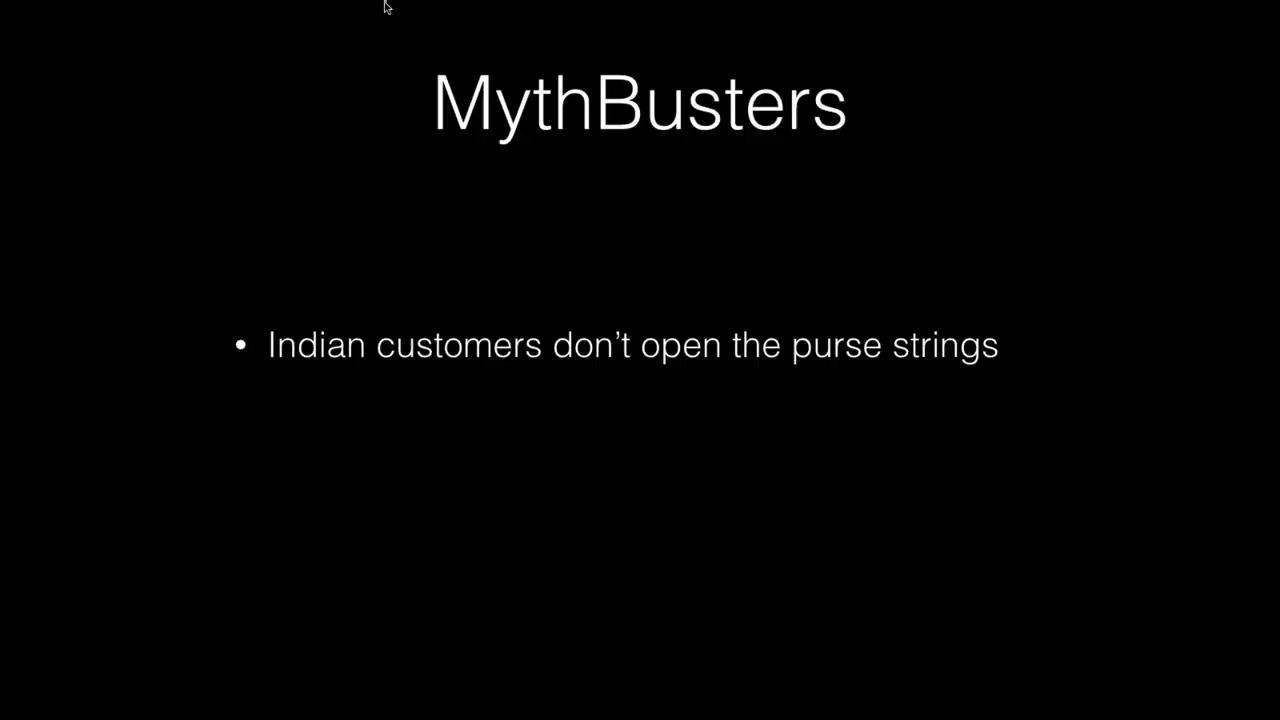 MythBusters
• Indian customers don’t open the purse strings